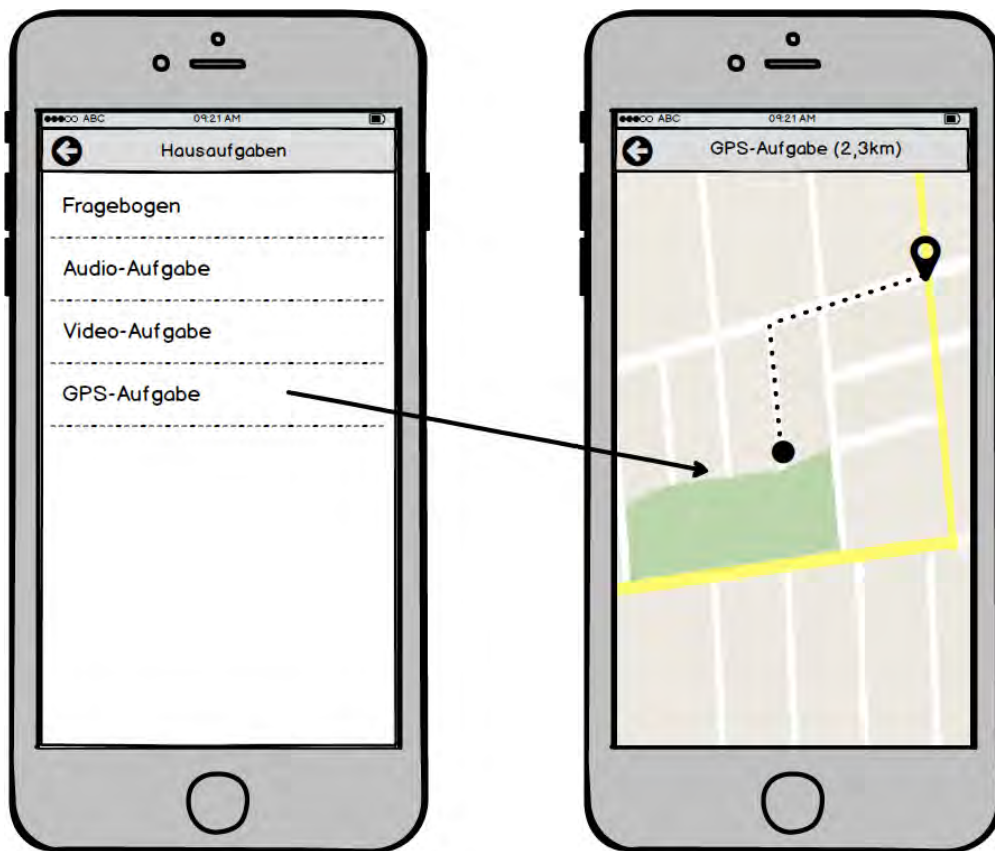 ABC 09:21 AM
Hausaufgaben
Fragebogen
Audio-Aufgabe
Video-Aufgabe
GPS-Aufgabe
ABC 09:21 AM
GPS-Aufgabe (2,3km)